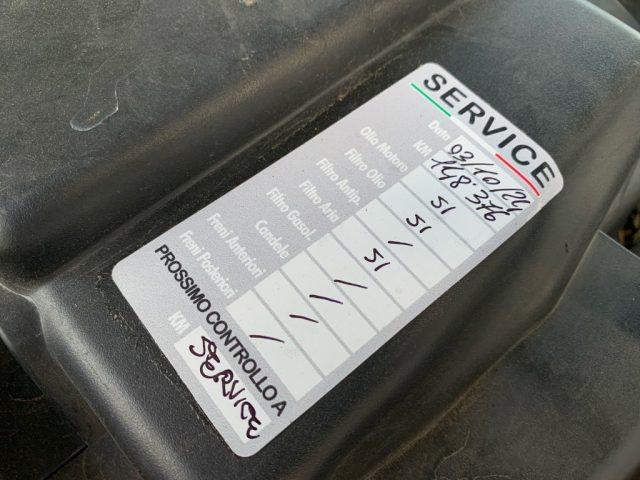 SERVICE
Data 03/10/24
KM 148'376
Olio Motore SI
Filtro Olio SI
Filtro Antip. /
Filtro Aria SI
Filtro Gasol. /
Candele /
Freni Anteriori /
Freni Posteriori /
PROSSIMO CONTROLLO A
KM SERVICE